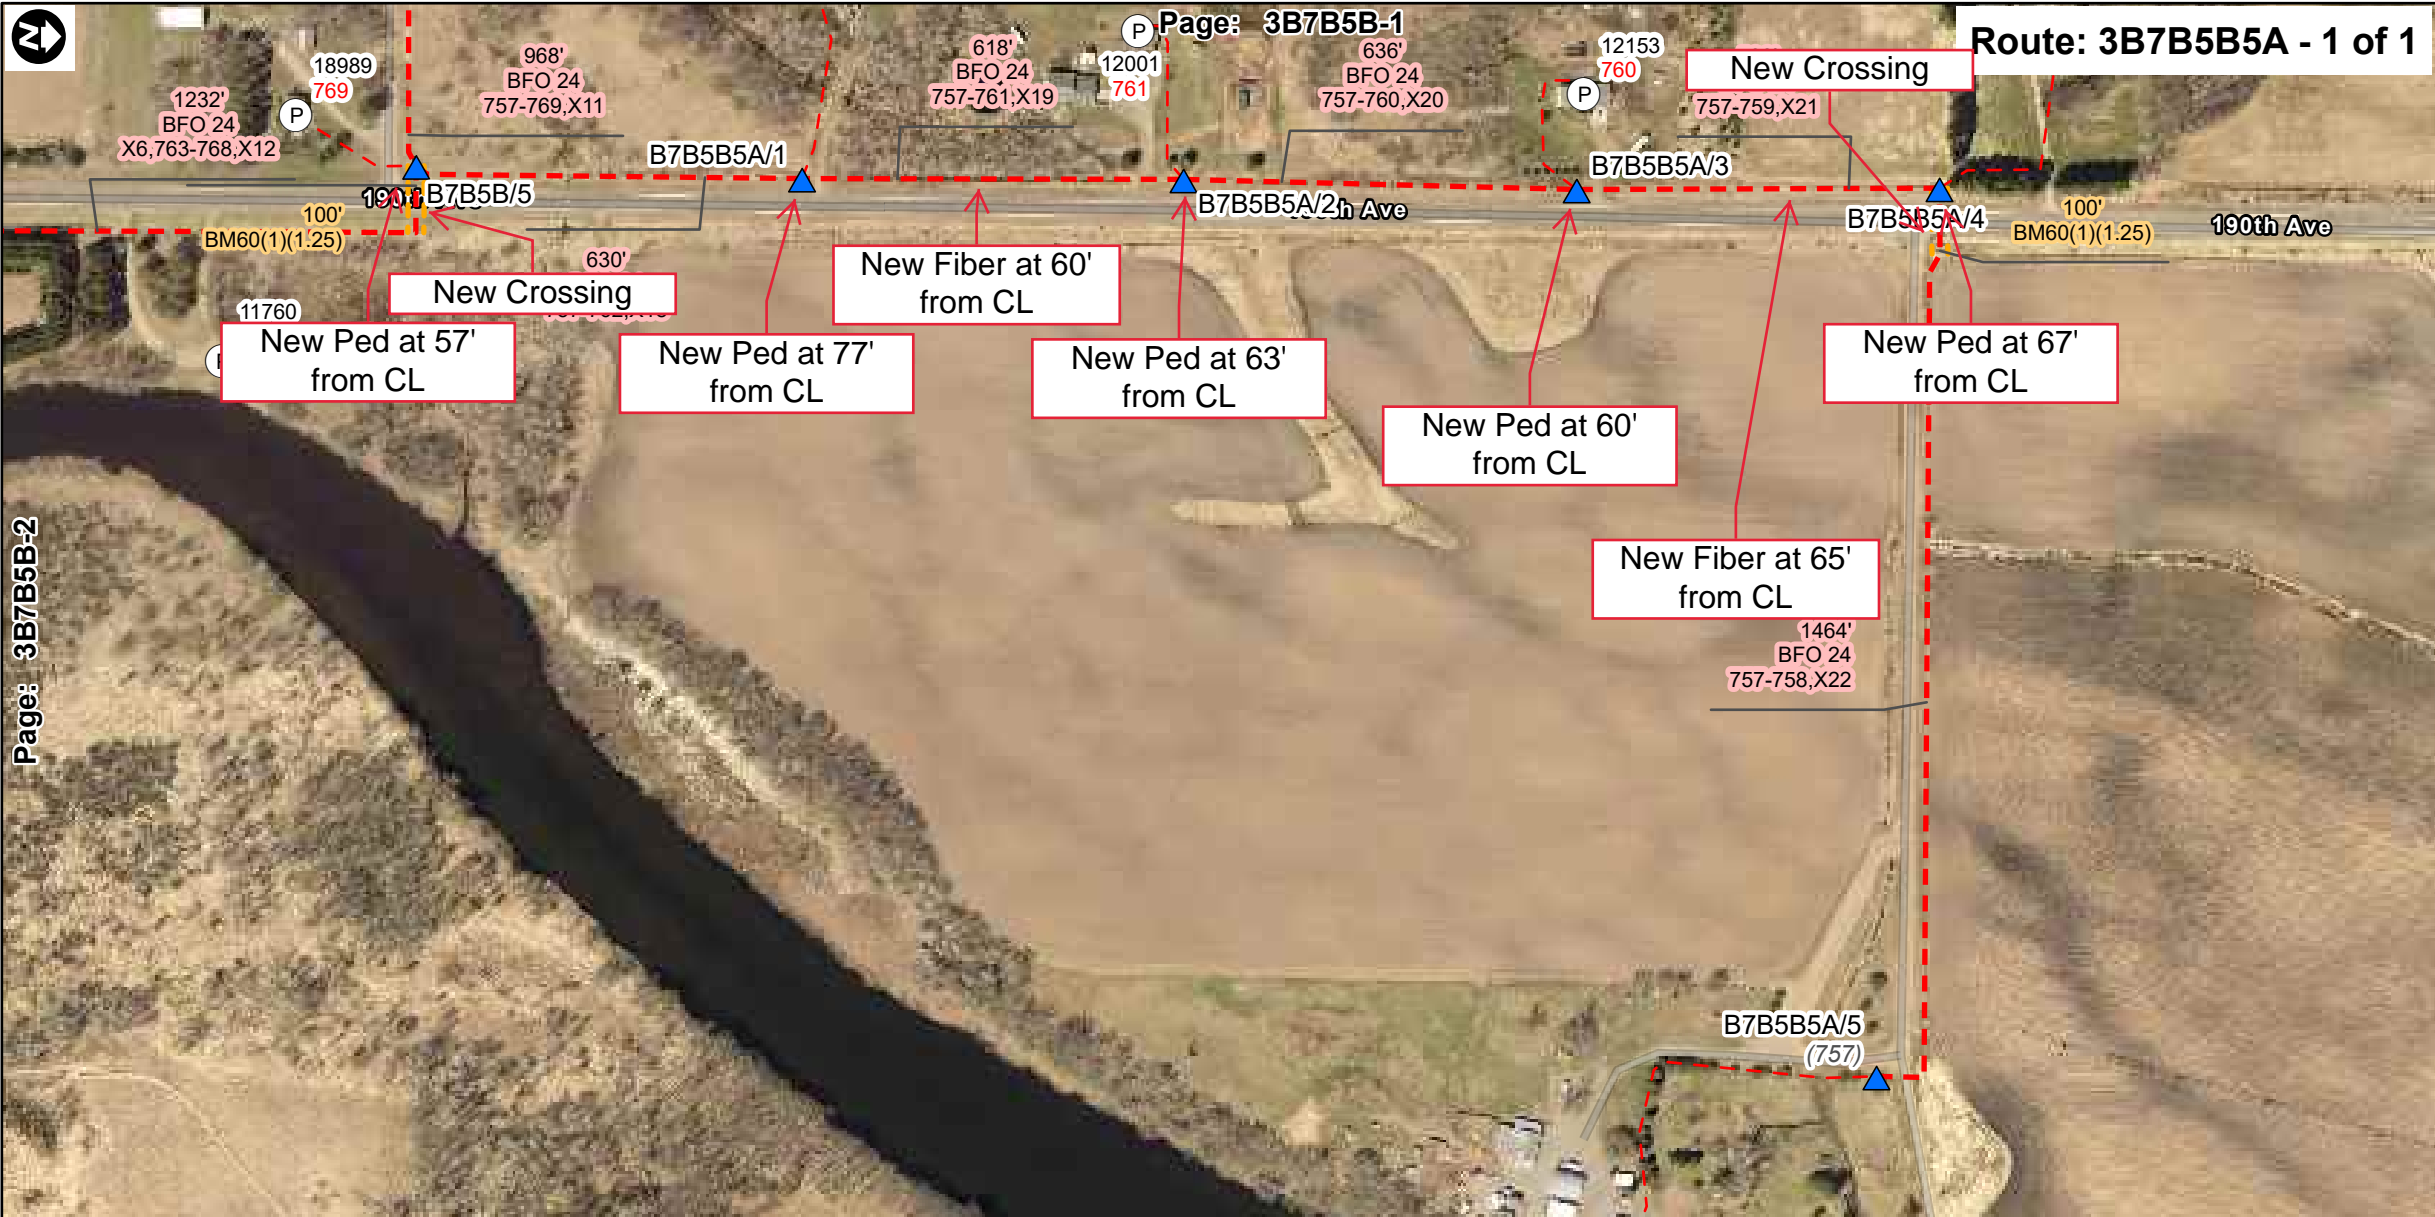 N
Page: 3B7B5B-1
Route: 3B7B5B5A - 1 of 1
18989
769
P
1232'
BFO 24
X6,763-768,X12
968'
BFO 24
757-769,X11
618'
BFO 24
757-761,X19
P
12001
761
636'
BFO 24
757-760,X20
12153
760
P
New Crossing
757-759,X21
B7B5B5A/1
B7B5B/5
B7B5B5A/2
B7B5B5A/3
B7B5B5A/4
Ave
190th Ave
100'
BM60(1)(1.25)
100'
BM60(1)(1.25)
630'
New Crossing
11760
New Ped at 57'
from CL
New Ped at 77'
from CL
New Fiber at 60'
from CL
New Ped at 63'
from CL
New Ped at 60'
from CL
New Ped at 67'
from CL
New Fiber at 65'
from CL
1464'
BFO 24
757-758,X22
Page: 3B7B5B-2
B7B5B5A/5
(757)